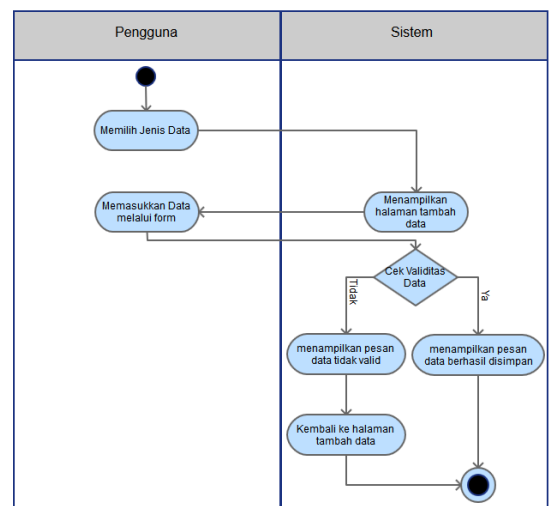 Pengguna
Sistem
Memilih Jenis Data
Menampilkan
halaman tambah
data
Memasukkan Data
melalui form
Cek Validitas
Data
Tidak
Ya
menampilkan pesan
data tidak valid
menampilkan pesan
data berhasil disimpan
Kembali ke halaman
tambah data